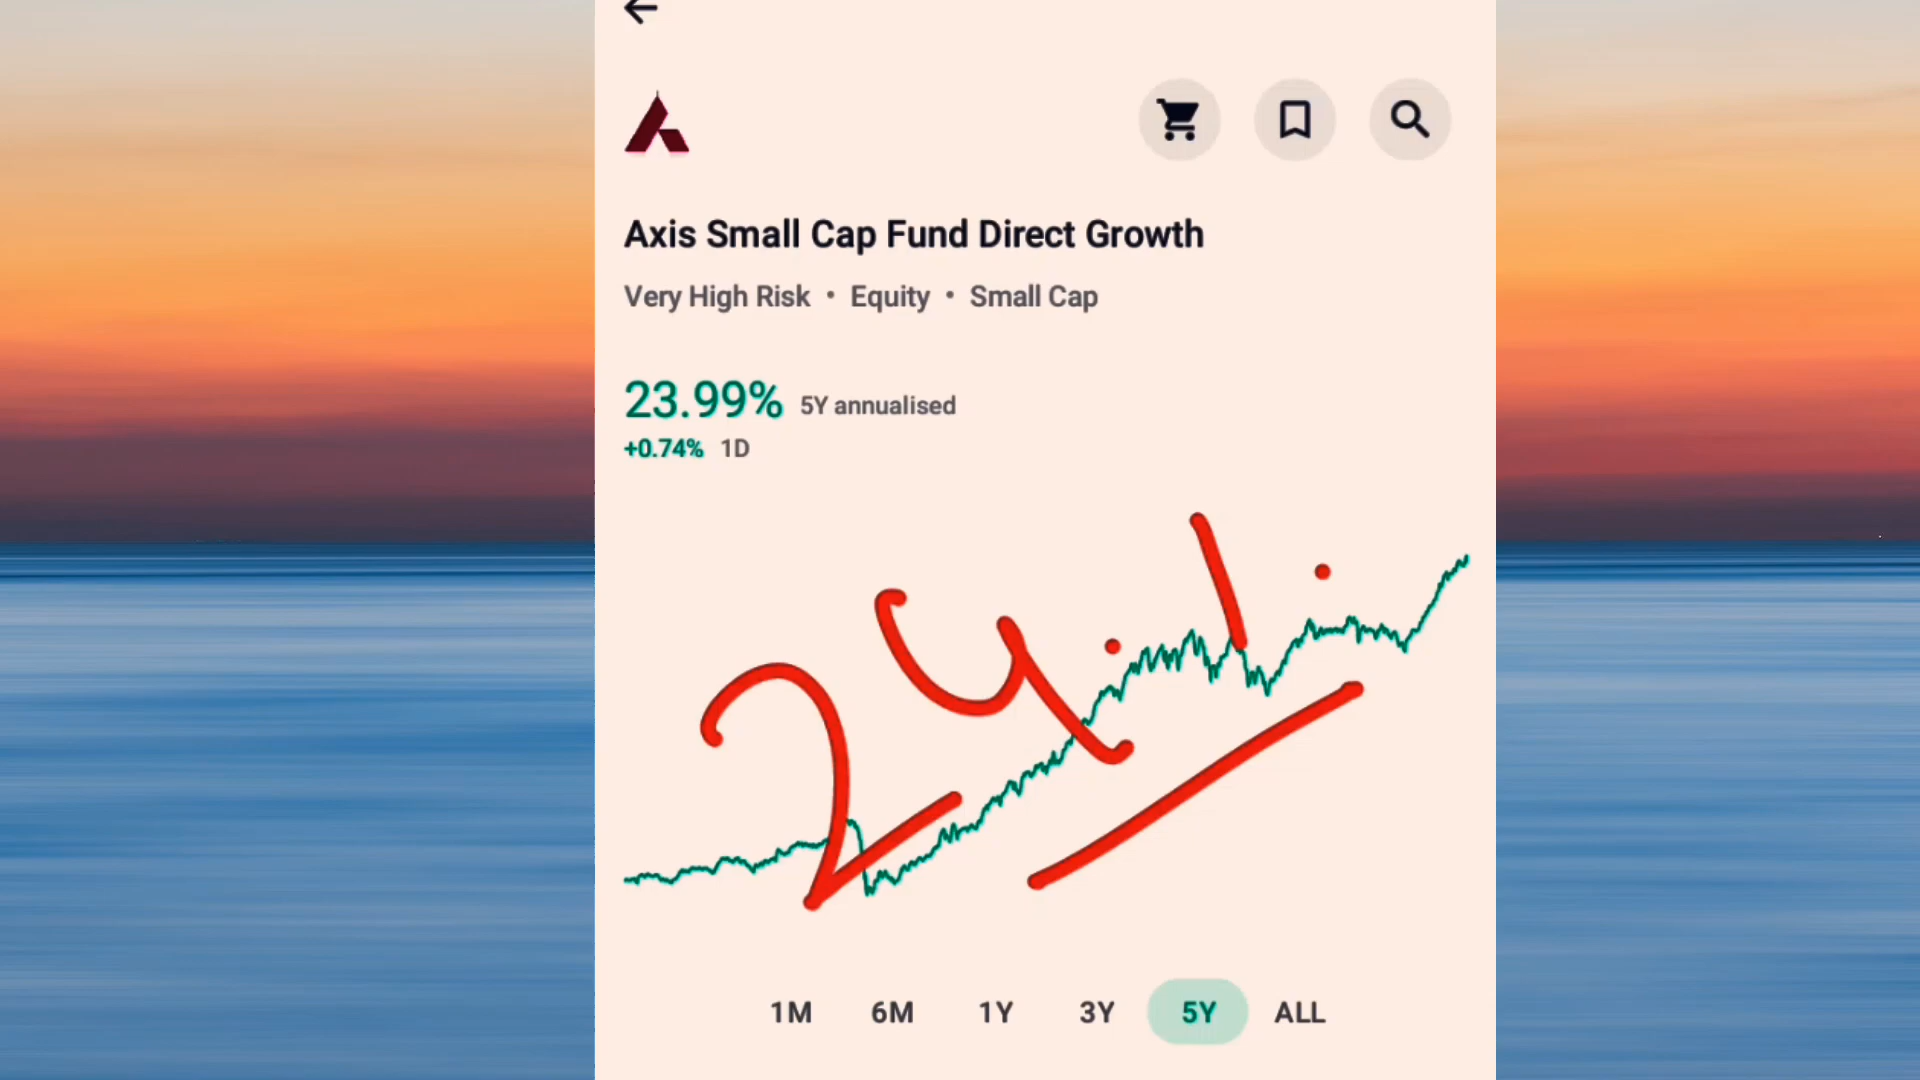 Axis Small Cap Fund Direct Growth
Very High Risk • Equity • Small Cap
23.99% 5Y annualised
+0.74% 1D
24%
1M 6M 1Y 3Y 5Y ALL